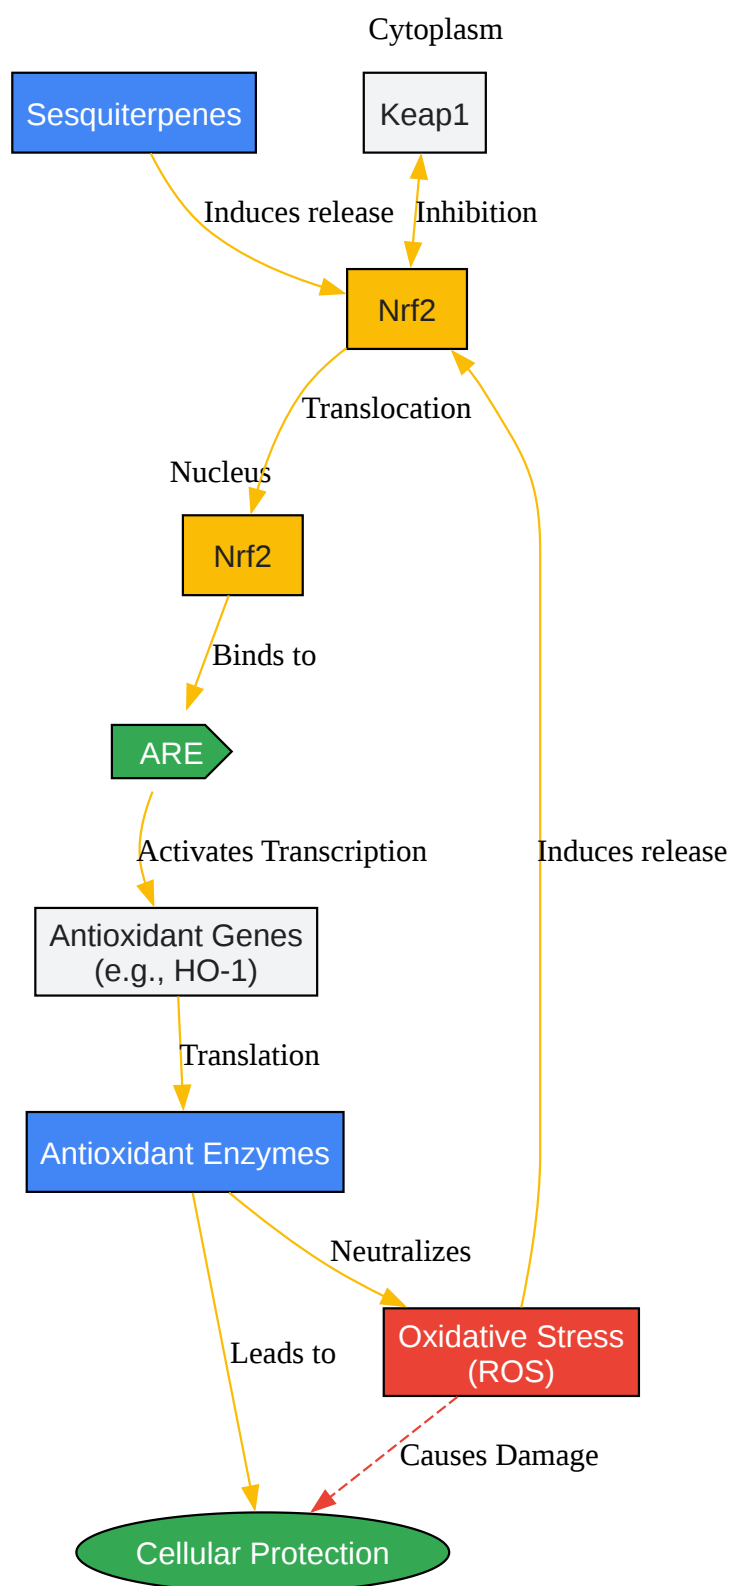 Cytoplasm
Sesquiterpenes
Keap1
Induces release
Inhibition
Nrf2
Translocation
Nucleus
Nrf2
Binds to
ARE
Activates Transcription
Induces release
Antioxidant Genes
(e.g., HO-1)
Translation
Antioxidant Enzymes
Neutralizes
Oxidative Stress
(ROS)
Leads to
Causes Damage
Cellular Protection